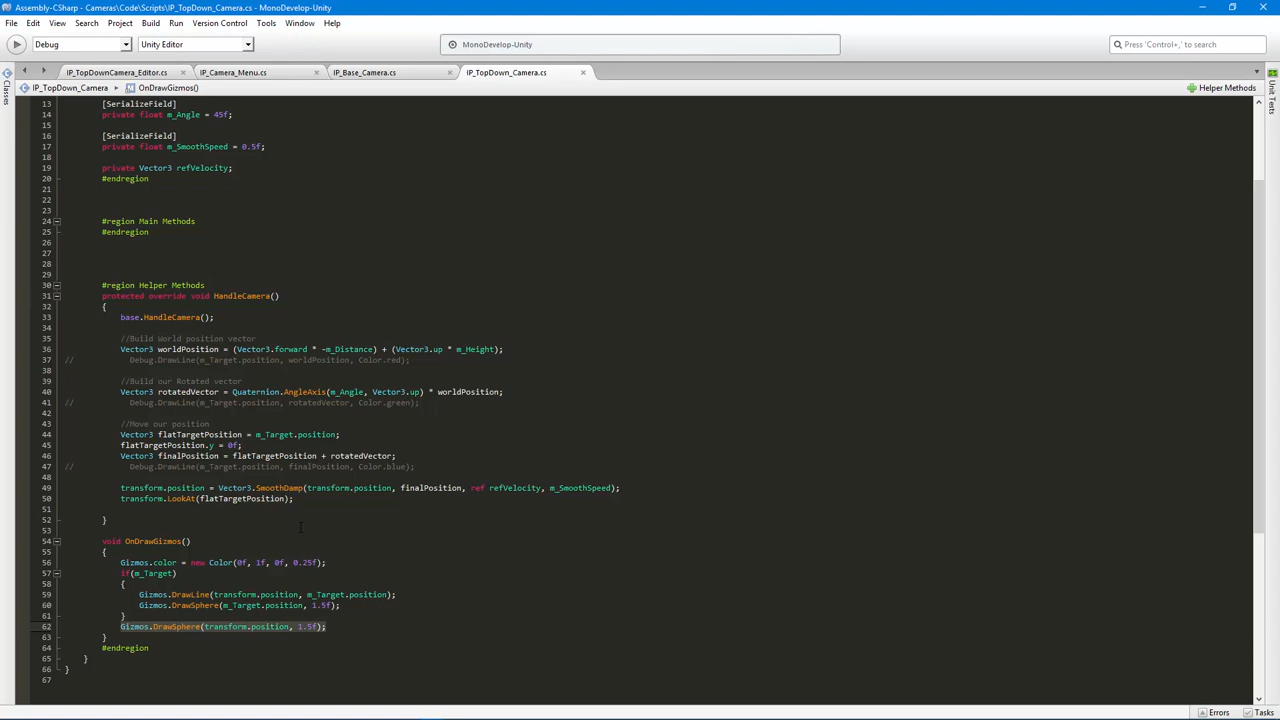 Assembly-CSharp - Cameras\Code\Scripts\IP_TopDown_Camera.cs - MonoDevelop-Unity
File Edit View Search Project Build Run Version Control Tools Window Help
Debug Unity Editor MonoDevelop-Unity Press 'Control+,' to search
IP_TopDownCamera_Editor.cs IP_Camera_Menu.cs IP_Base_Camera.cs IP_TopDown_Camera.cs
IP_TopDown_Camera OnDrawGizmos() Helper Methods
Classes
Unit Tests
13 [SerializeField]
14 private float m_Angle = 45f;
15
16 [SerializeField]
17 private float m_SmoothSpeed = 0.5f;
18
19 private Vector3 refVelocity;
20 #endregion
21
22
23
24 #region Main Methods
25 #endregion
26
27
28
29
30 #region Helper Methods
31 protected override void HandleCamera()
32 {
33 base.HandleCamera();
34
35 //Build World position vector
36 Vector3 worldPosition = (Vector3.forward * -m_Distance) + (Vector3.up * m_Height);
37 // Debug.DrawLine(m_Target.position, worldPosition, Color.red);
38
39 //Build our Rotated vector
40 Vector3 rotatedVector = Quaternion.AngleAxis(m_Angle, Vector3.up) * worldPosition;
41 // Debug.DrawLine(m_Target.position, rotatedVector, Color.green);
42
43 //Move our position
44 Vector3 flatTargetPosition = m_Target.position;
45 flatTargetPosition.y = 0f;
46 Vector3 finalPosition = flatTargetPosition + rotatedVector;
47 // Debug.DrawLine(m_Target.position, finalPosition, Color.blue);
48
49 transform.position = Vector3.SmoothDamp(transform.position, finalPosition, ref refVelocity, m_SmoothSpeed);
50 transform.LookAt(flatTargetPosition);
51
52 }
53
54 void OnDrawGizmos()
55 {
56 Gizmos.color = new Color(0f, 1f, 0f, 0.25f);
57 if(m_Target)
58 {
59 Gizmos.DrawLine(transform.position, m_Target.position);
60 Gizmos.DrawSphere(m_Target.position, 1.5f);
61 }
62 Gizmos.DrawSphere(transform.position, 1.5f);
63 }
64 #endregion
65 }
66 }
67
Errors Tasks